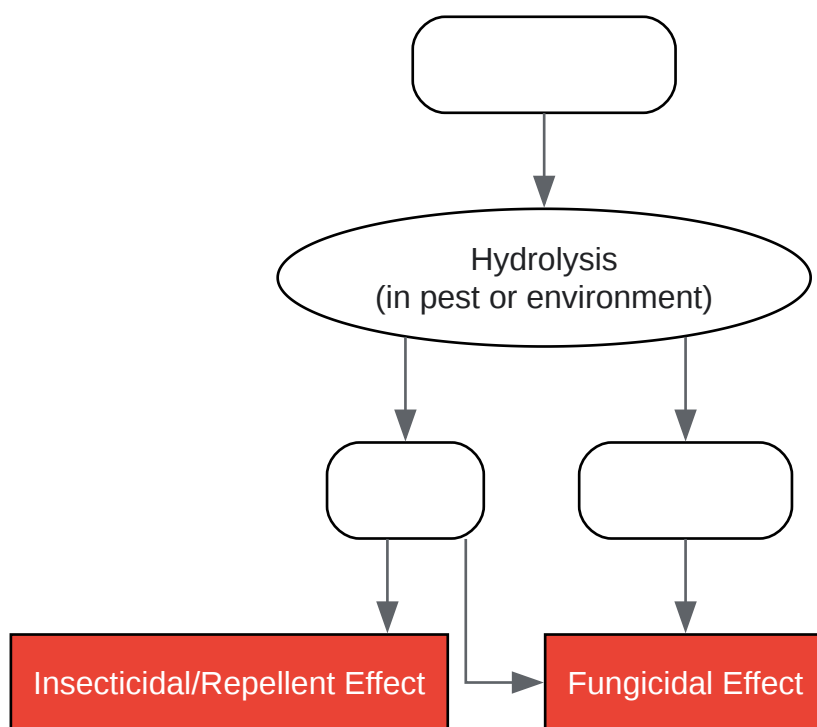 Hydrolysis
(in pest or environment)
Insecticidal/Repellent Effect
Fungicidal Effect